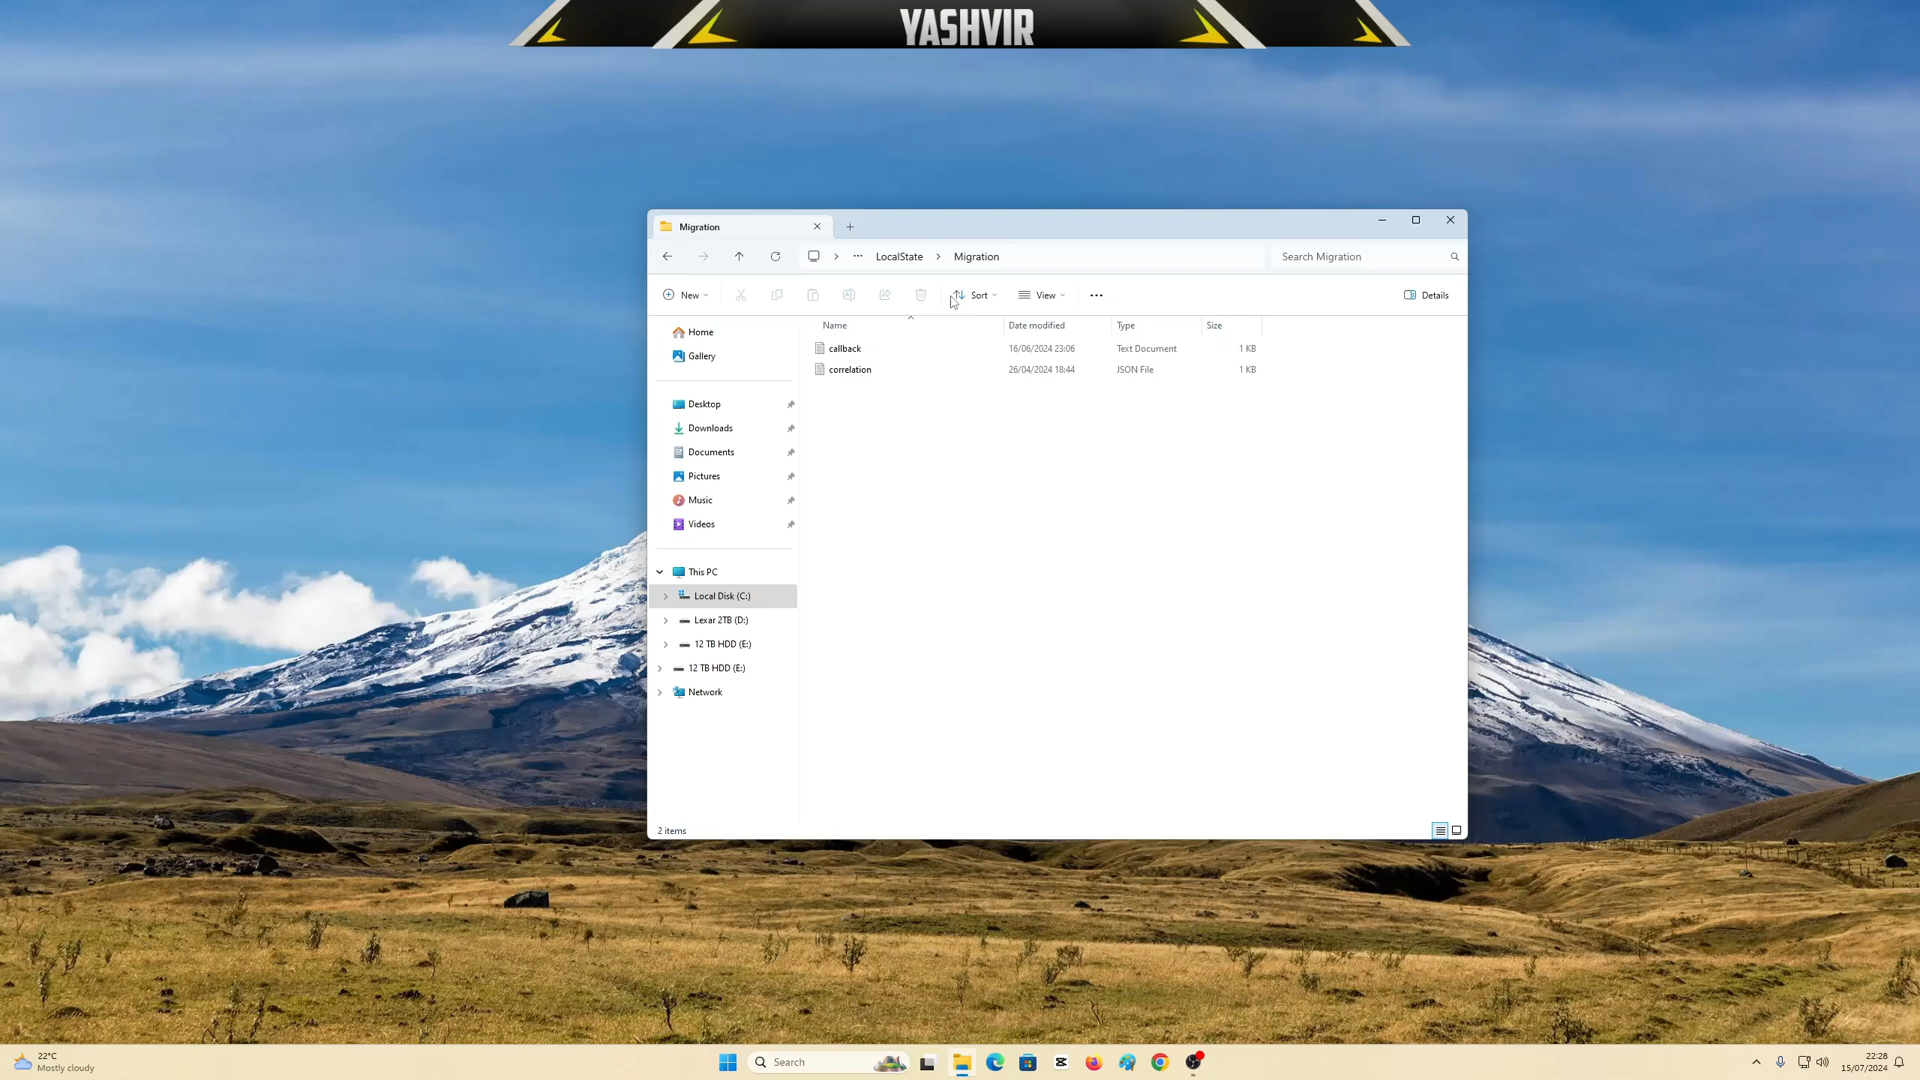 YASHVIR
Migration
LocalState
Migration
Search Migration
New
Sort
View
Details
Name
Date modified
Type
Size
callback
16/06/2024 23:06
Text Document
1 KB
correlation
26/04/2024 18:44
JSON File
1 KB
Home
Gallery
Desktop
Downloads
Documents
Pictures
Music
Videos
This PC
Local Disk (C:)
Lexar 2TB (D:)
12 TB HDD (E:)
12 TB HDD (E:)
Network
2 items
22°C
Mostly cloudy
Search
22:28
15/07/2024